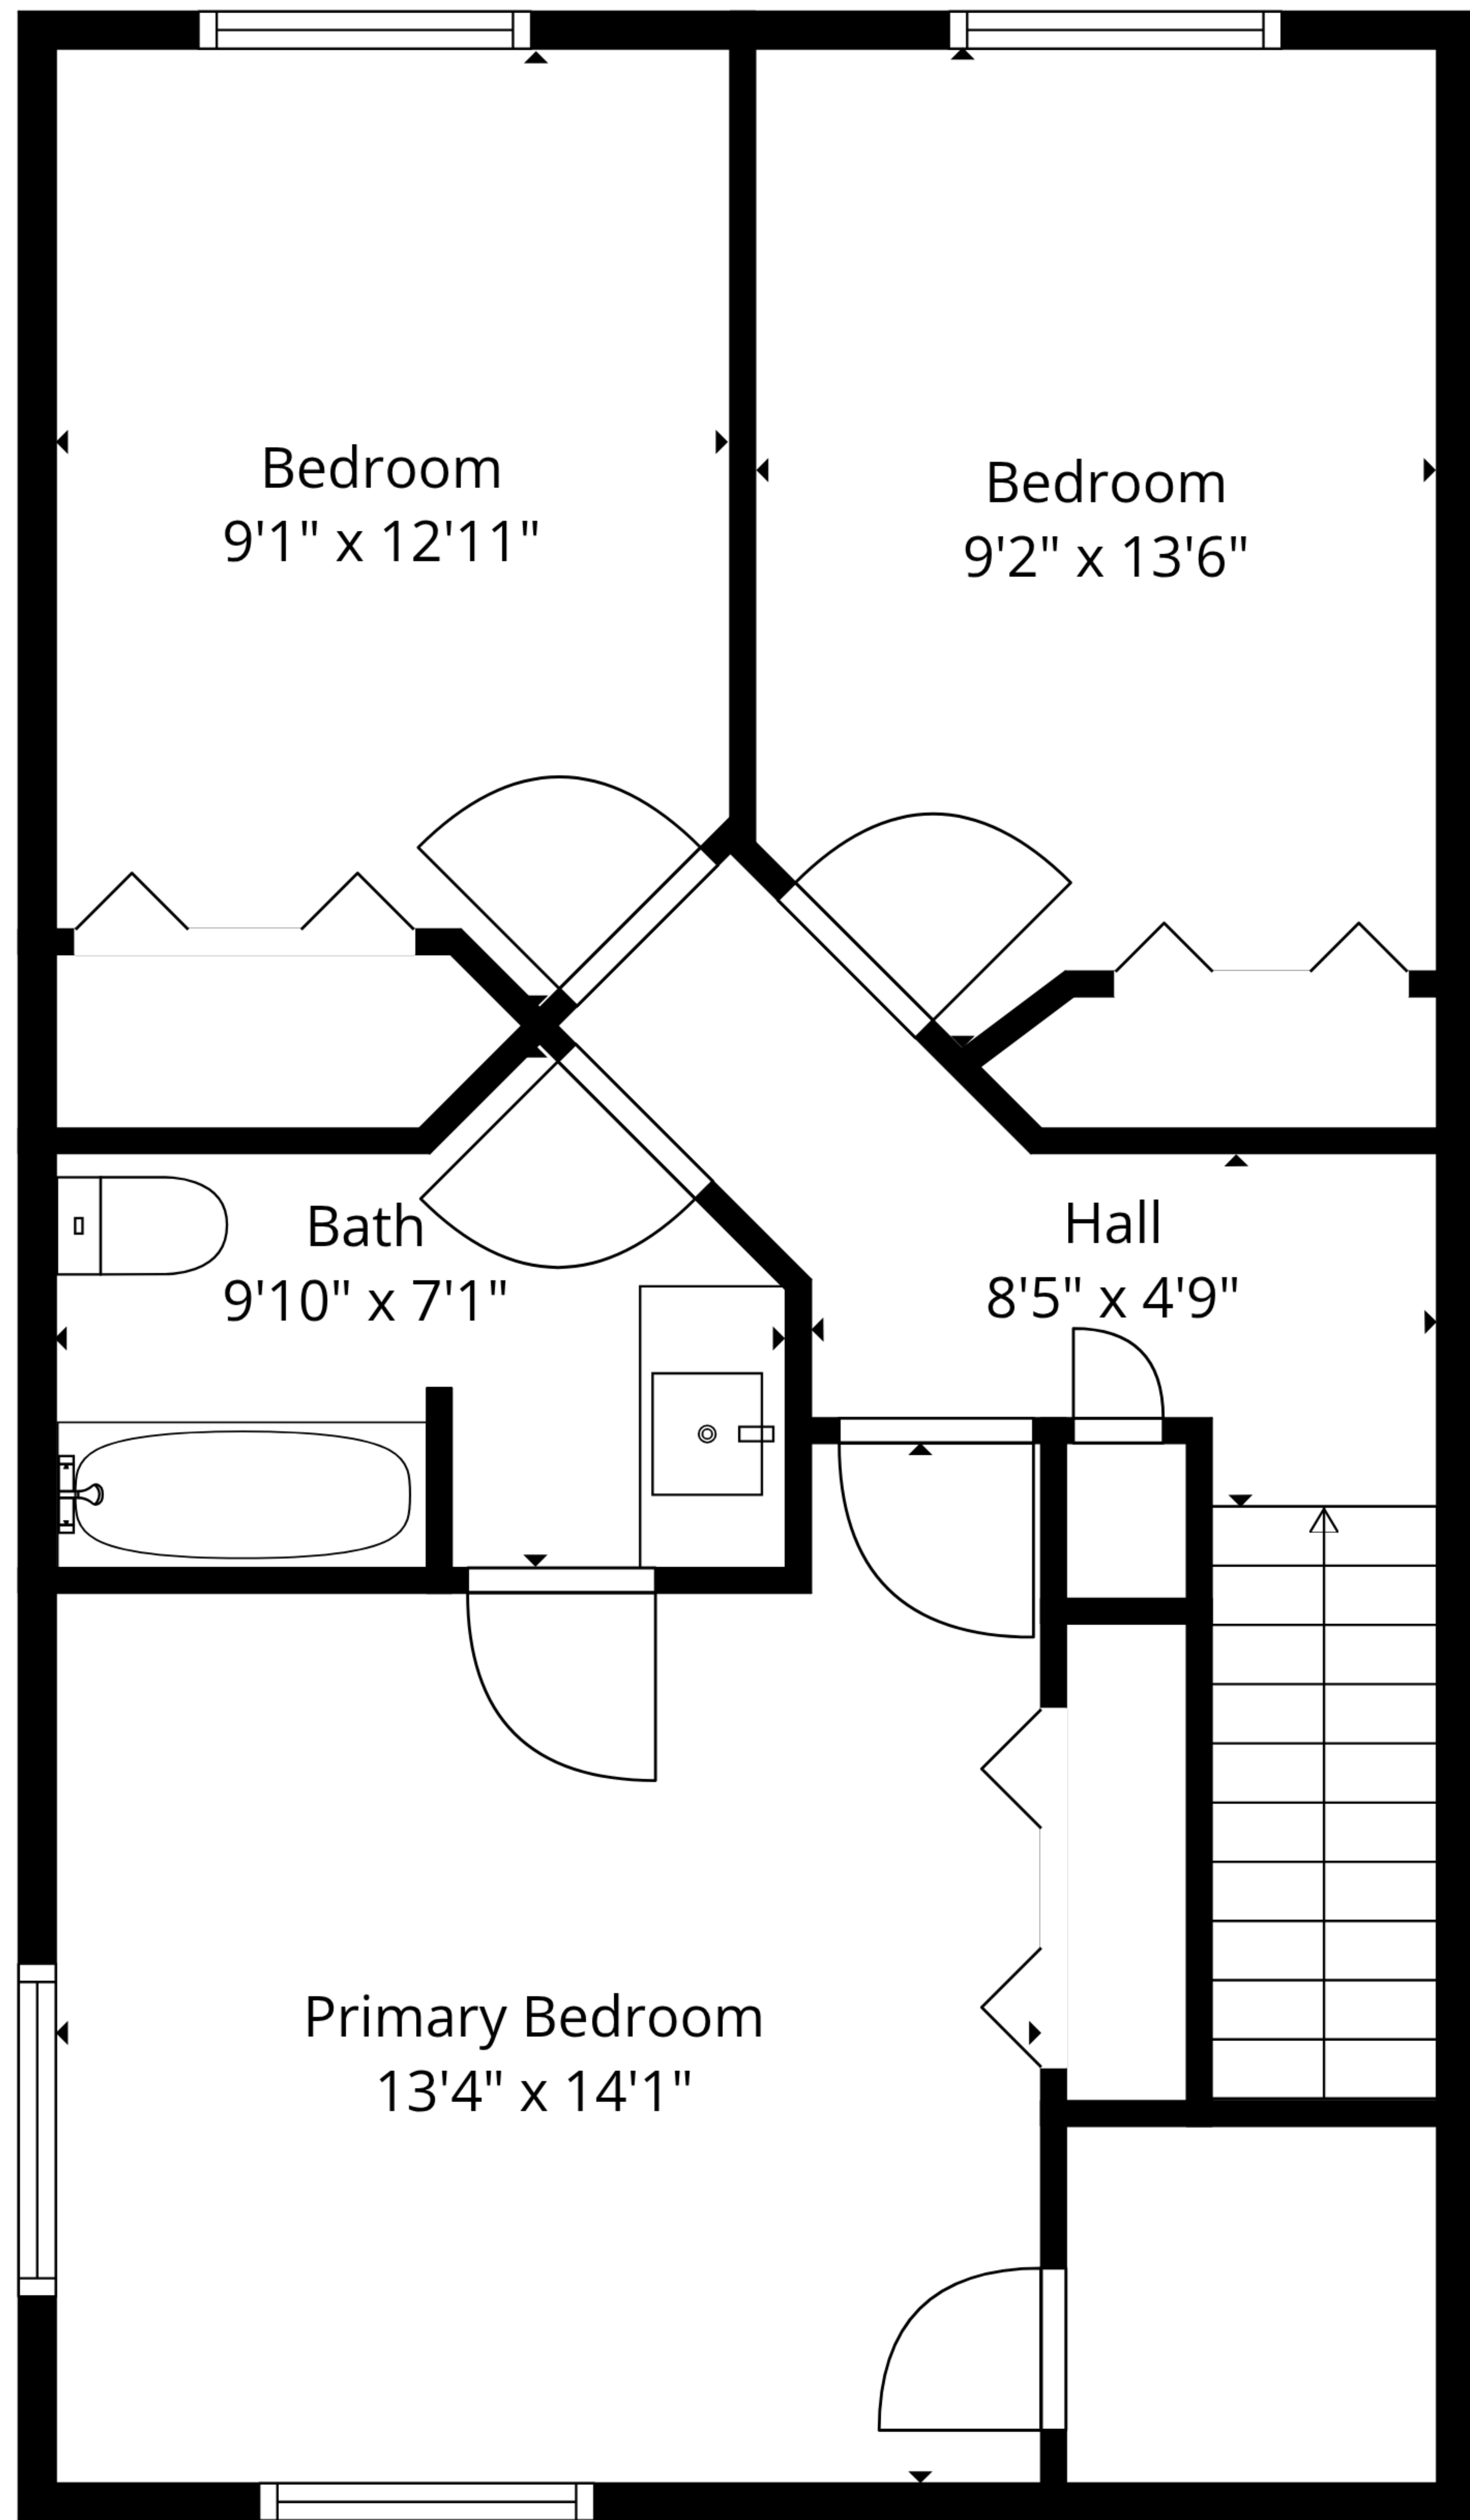 Bedroom
9'1" x 12'11"
Bedroom
9'2" x 13'6"
Bath
9'10" x 7'1"
Hall
8'5" x 4'9"
Primary Bedroom
13'4" x 14'1"